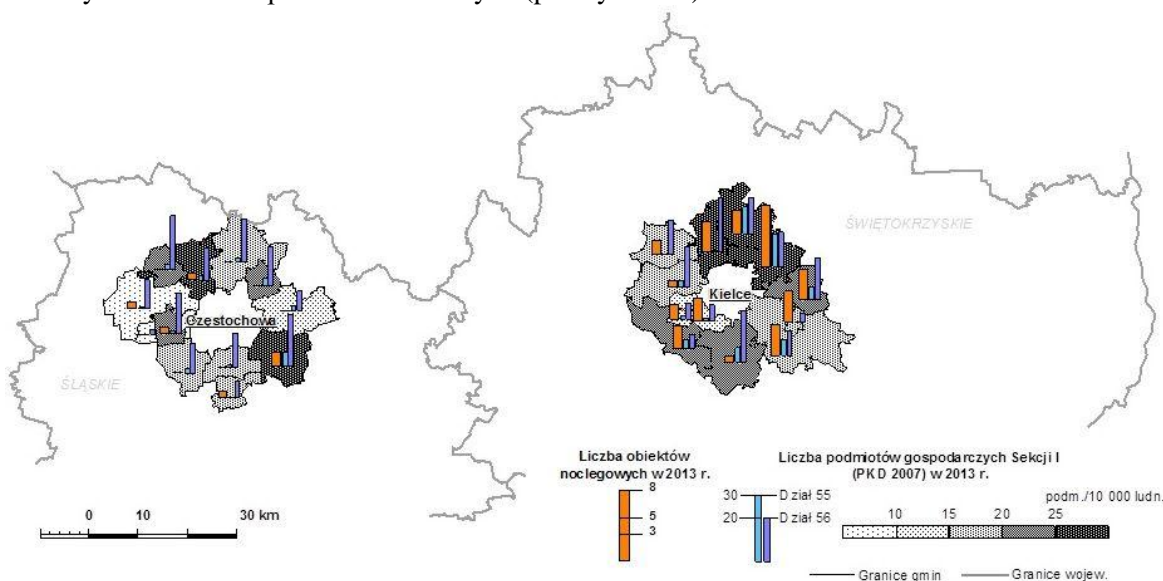 ŚLĄSKIE
Częstochowa
ŚWIĘTOKRZYSKIE
Kielce
Liczba obiektów
noclegowych w 2013 r.
8
5
3
Liczba podmiotów gospodarczych Sekcji I
(PKD 2007) w 2013 r.
30 Dział 55
20 Dział 56
podm./10 000 ludn.
10 15 20 25
0 10 30 km
Granice gmin Granice wojew.